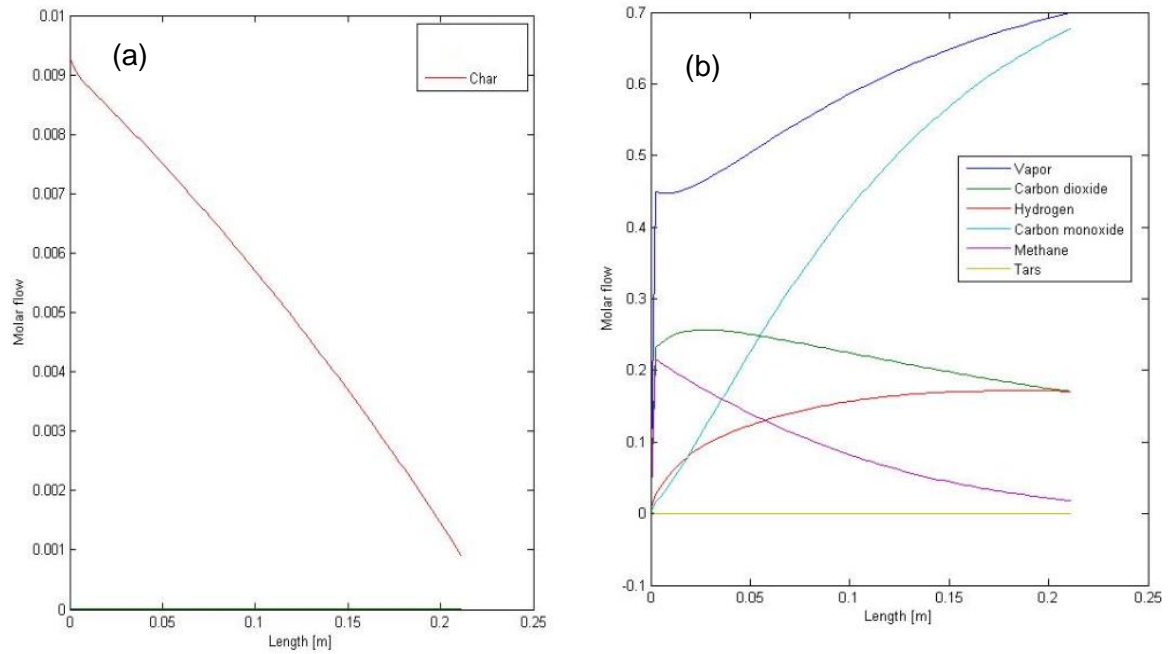 (a)
Char
0.01
0.009
0.008
0.007
0.006
0.005
0.004
0.003
0.002
0.001
0
Molar flow
0
0.05
0.1
0.15
0.2
0.25
Length [m]
(b)
Vapor
Carbon dioxide
Hydrogen
Carbon monoxide
Methane
Tars
0.7
0.6
0.5
0.4
0.3
0.2
0.1
0
-0.1
Molar flow
0
0.05
0.1
0.15
0.2
0.25
Length [m]